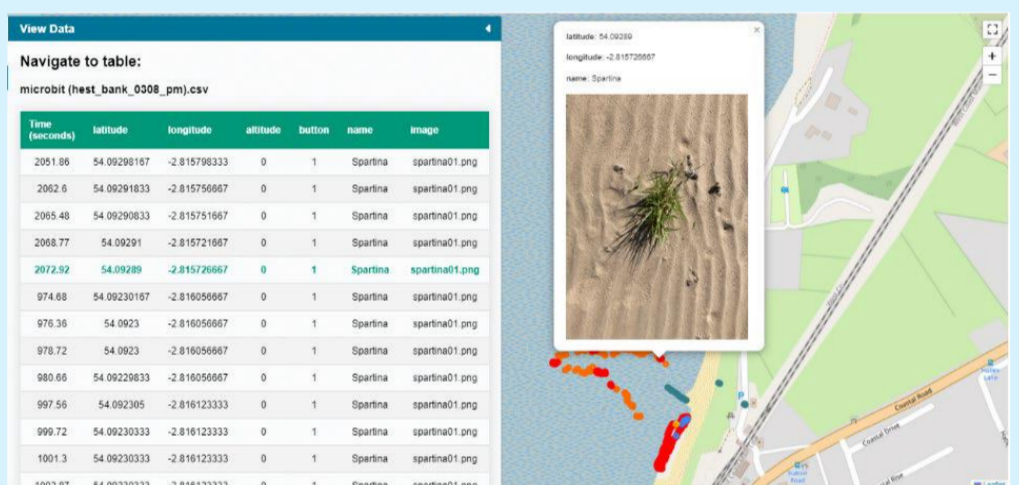 View Data
Navigate to table:
microbit (hest_bank_0308_pm).csv
Time (seconds) latitude longitude altitude button name image
2051.86 54.09298167 -2.815798333 0 1 Spartina spartina01.png
2062.6 54.09291833 -2.815756667 0 1 Spartina spartina01.png
2065.48 54.09290833 -2.815751667 0 1 Spartina spartina01.png
2068.77 54.09291 -2.815721667 0 1 Spartina spartina01.png
2072.92 54.09289 -2.815726667 0 1 Spartina spartina01.png
974.68 54.09230167 -2.816056667 0 1 Spartina spartina01.png
976.36 54.0923 -2.816056667 0 1 Spartina spartina01.png
978.72 54.0923 -2.816056667 0 1 Spartina spartina01.png
980.66 54.09229833 -2.816056667 0 1 Spartina spartina01.png
997.56 54.092305 -2.816123333 0 1 Spartina spartina01.png
999.72 54.09230333 -2.816123333 0 1 Spartina spartina01.png
1001.3 54.09230333 -2.816123333 0 1 Spartina spartina01.png
latitude: 54.09289
longitude: -2.815726667
name: Spartina
×
+
−
P
Coastal Road
Coastal Drive
Road
Leaflet